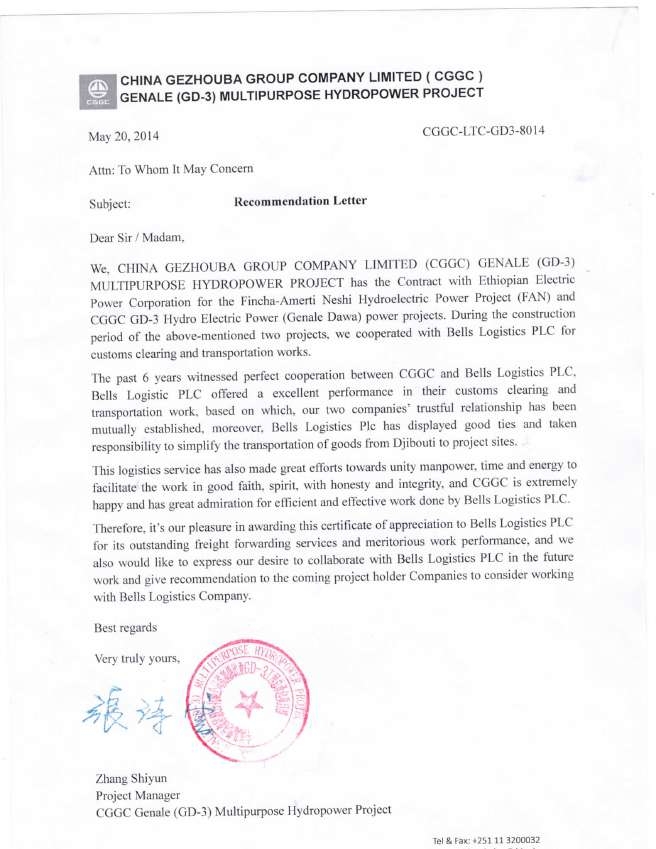 CHINA GEZHOUBA GROUP COMPANY LIMITED ( CGGC )
GENALE (GD-3) MULTIPURPOSE HYDROPOWER PROJECT
CGGC
May 20, 2014
CGGC-LTC-GD3-8014
Attn: To Whom It May Concern
Subject: Recommendation Letter
Dear Sir / Madam,
We, CHINA GEZHOUBA GROUP COMPANY LIMITED (CGGC) GENALE (GD-3)
MULTIPURPOSE HYDROPOWER PROJECT has the Contract with Ethiopian Electric
Power Corporation for the Fincha-Amerti Neshi Hydroelectric Power Project (FAN) and
CGGC GD-3 Hydro Electric Power (Genale Dawa) power projects. During the construction
period of the above-mentioned two projects, we cooperated with Bells Logistics PLC for
customs clearing and transportation works.
The past 6 years witnessed perfect cooperation between CGGC and Bells Logistics PLC,
Bells Logistic PLC offered a excellent performance in their customs clearing and
transportation work, based on which, our two companies' trustful relationship has been
mutually established, moreover, Bells Logistics Plc has displayed good ties and taken
responsibility to simplify the transportation of goods from Djibouti to project sites.
This logistics service has also made great efforts towards unity manpower, time and energy to
facilitate the work in good faith, spirit, with honesty and integrity, and CGGC is extremely
happy and has great admiration for efficient and effective work done by Bells Logistics PLC.
Therefore, it's our pleasure in awarding this certificate of appreciation to Bells Logistics PLC
for its outstanding freight forwarding services and meritorious work performance, and we
also would like to express our desire to collaborate with Bells Logistics PLC in the future
work and give recommendation to the coming project holder Companies to consider working
with Bells Logistics Company.
Best regards
Very truly yours,
MULTIPURPOSE HYDROPOWER
GD-3
Zhang Shiyun
Project Manager
CGGC Genale (GD-3) Multipurpose Hydropower Project
Tel & Fax: +251 11 3200032